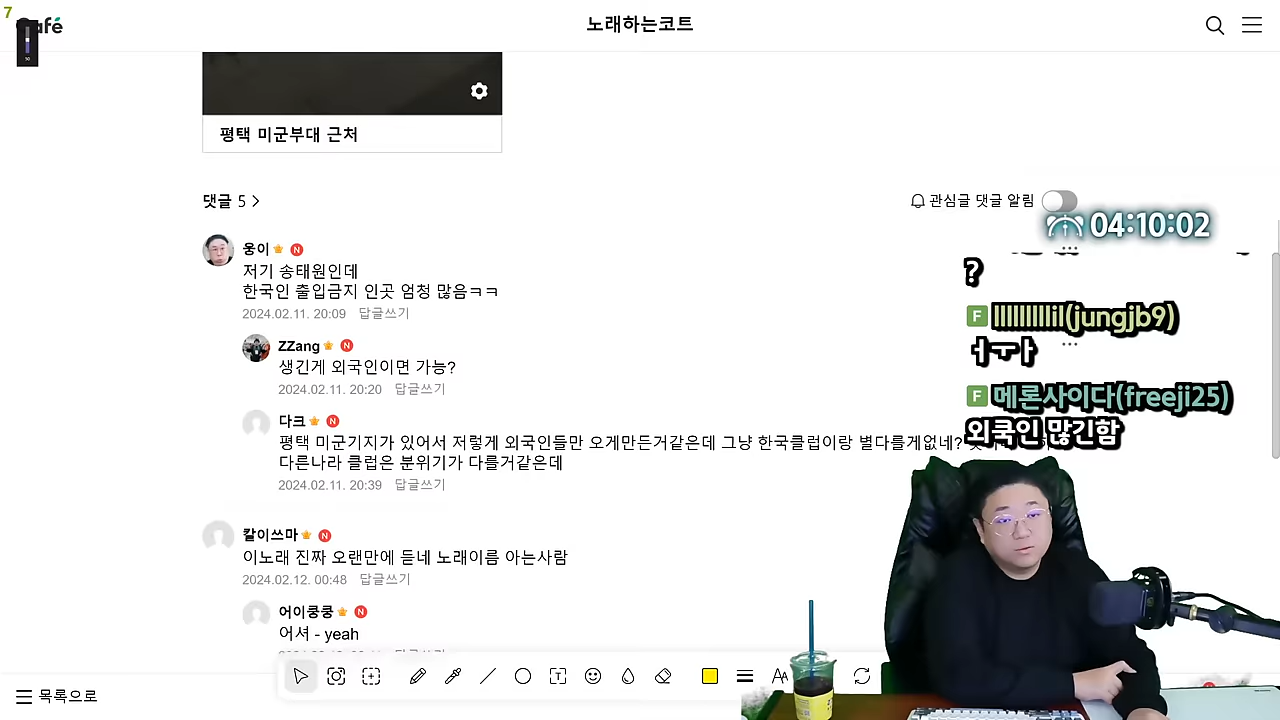 7
노래하는코트
평택 미군부대 근처
댓글 5
관심글 댓글 알림
04:10:02
웅이
저기 송태원인데
한국인 출입금지 인곳 엄청 많음ㅋㅋ
2024.02.11. 20:09 답글쓰기
ZZang
생긴게 외국인이면 가능?
2024.02.11. 20:20 답글쓰기
다크
평택 미군기지가 있어서 저렇게 외국인들만 오게만든거같은데 그냥 한국클럽이랑 별다를게없네?
다른나라 클럽은 분위기가 다를거같은데
2024.02.11. 20:39 답글쓰기
칼이쓰마
이노래 진짜 오랜만에 듣네 노래이름 아는사람
2024.02.12. 00:48 답글쓰기
어이쿵쿵
어셔 - yeah
목록으로
?
llllllllllil(jungjb9)
ㅓㅜㅑ
메론사이다(freeji25)
외쿡인 많긴함